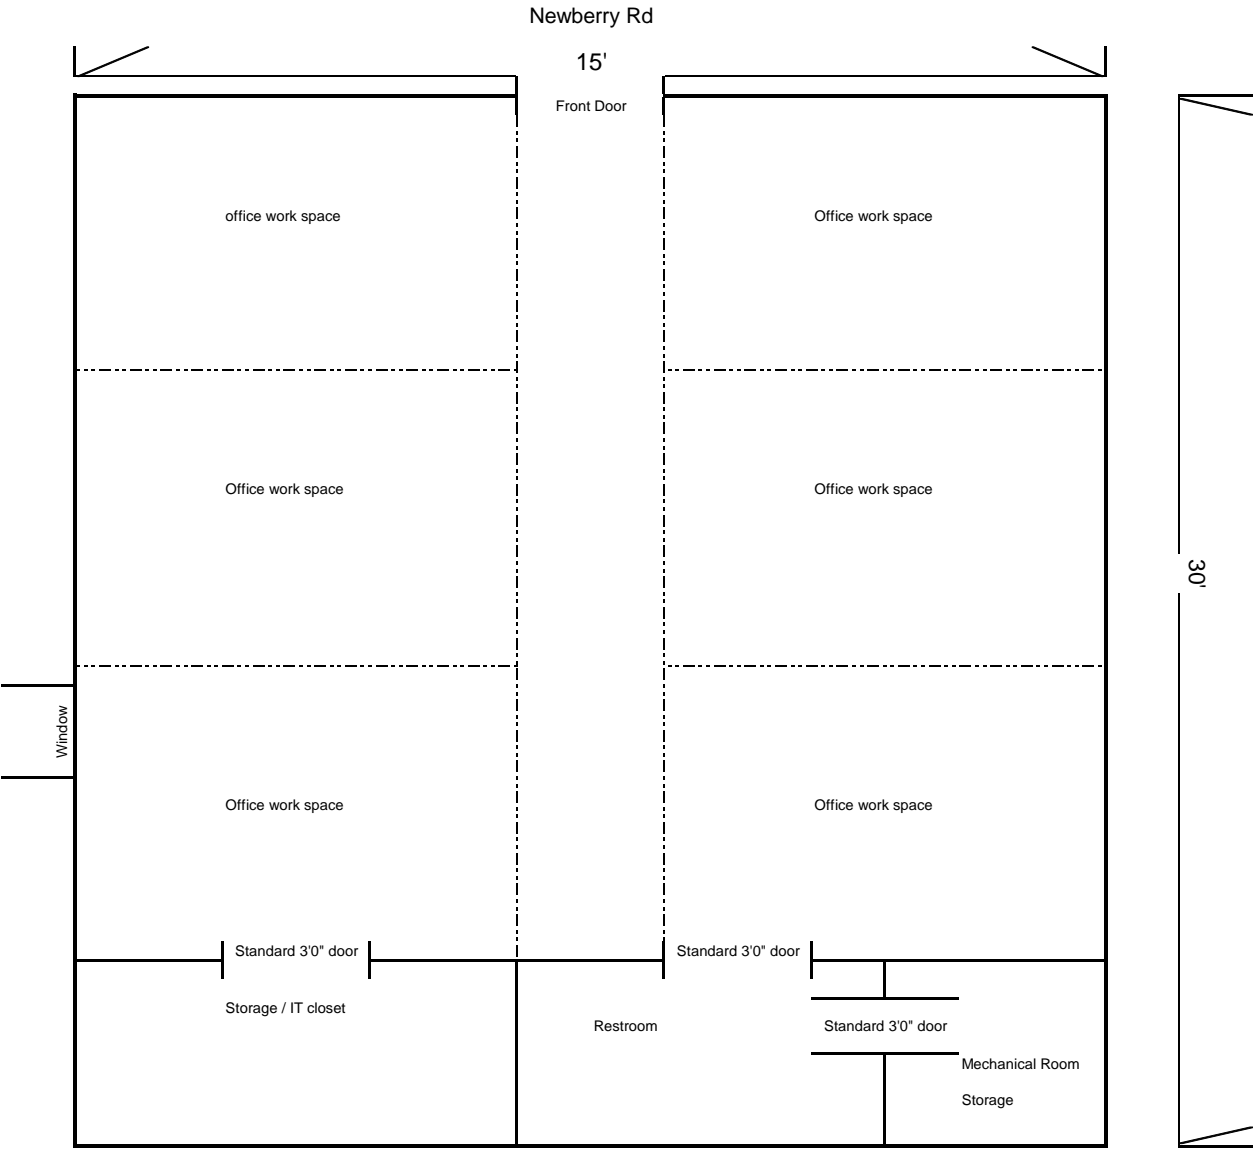 Newberry Rd
15'
Front Door
office work space
Office work space
Office work space
Office work space
30'
Window
Office work space
Office work space
Standard 3'0" door
Standard 3'0" door
Storage / IT closet
Restroom
Standard 3'0" door
Mechanical Room
Storage